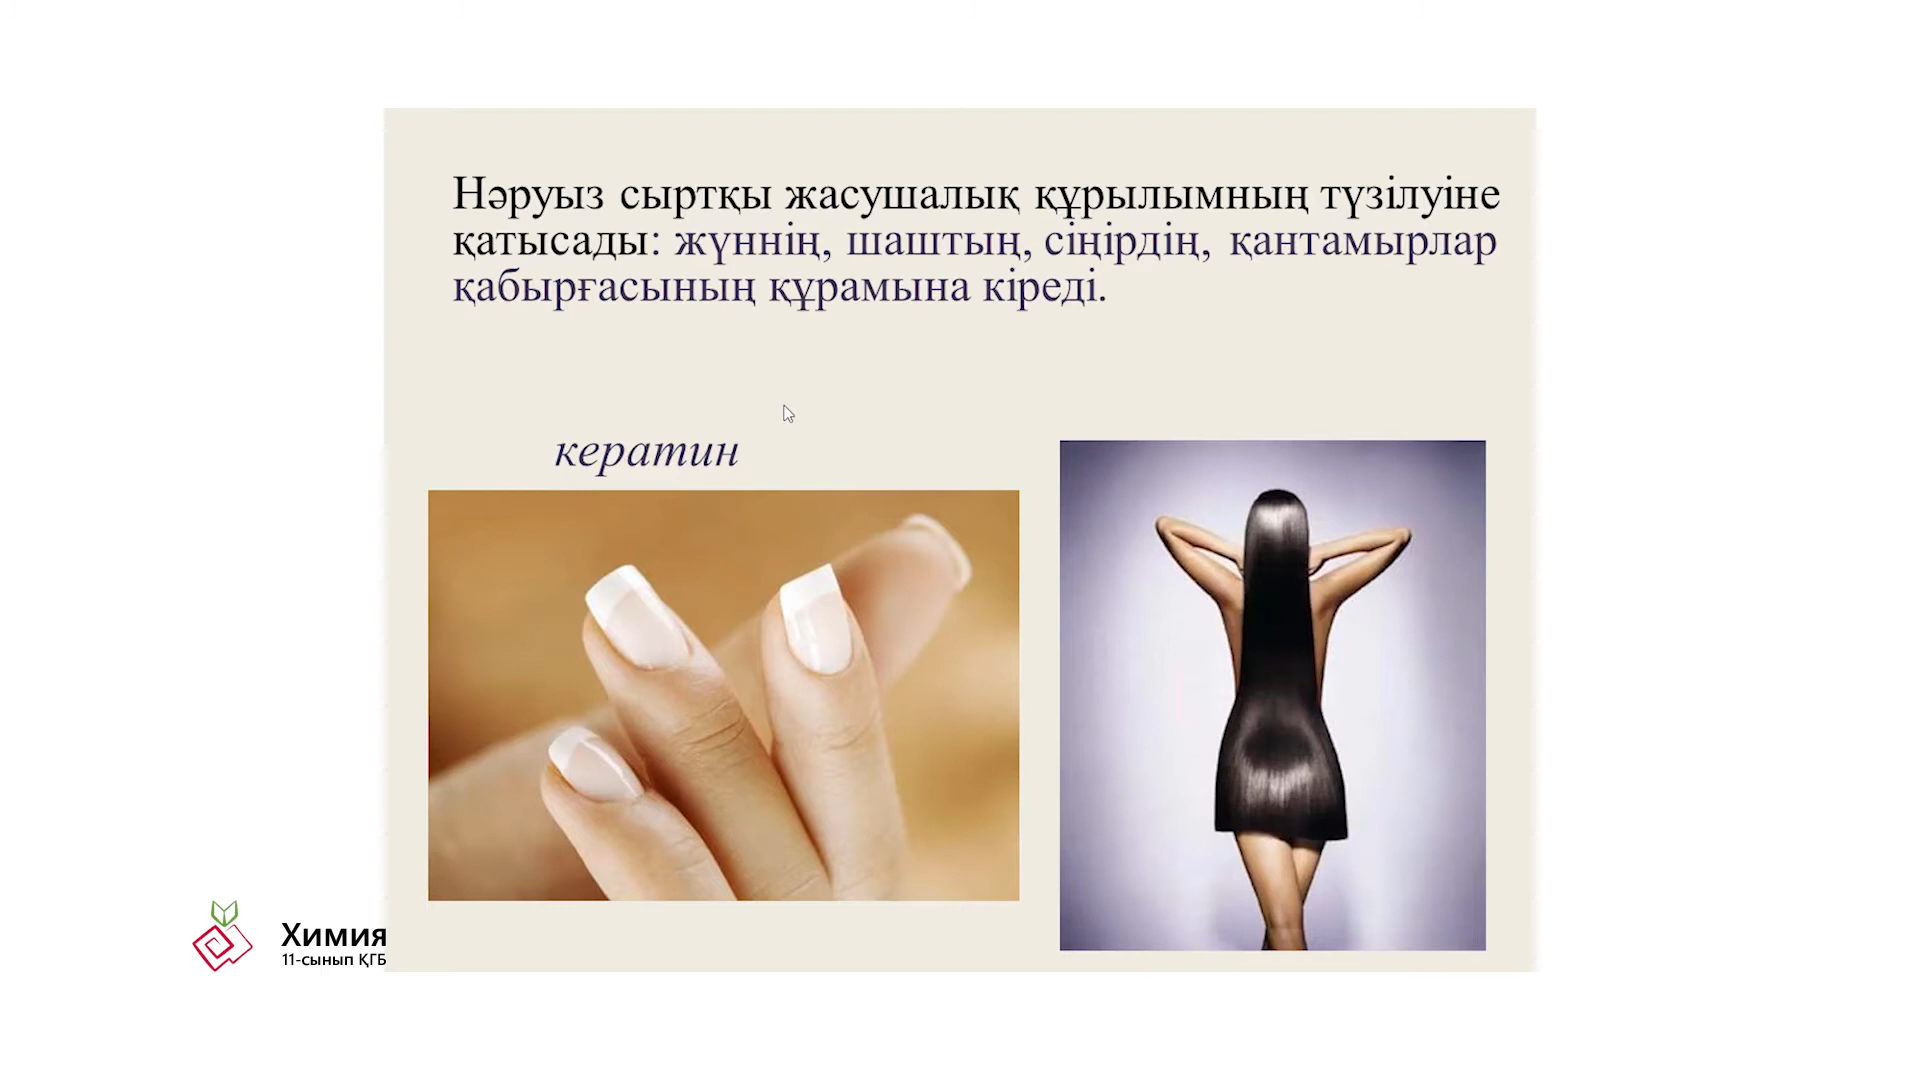 Нәруыз сыртқы жасушалық құрылымның түзілуіне
қатысады: жүннің, шаштың, сіңірдің, қантамырлар
қабырғасының құрамына кіреді.
кератин
Химия
11-сынып ҚГБ